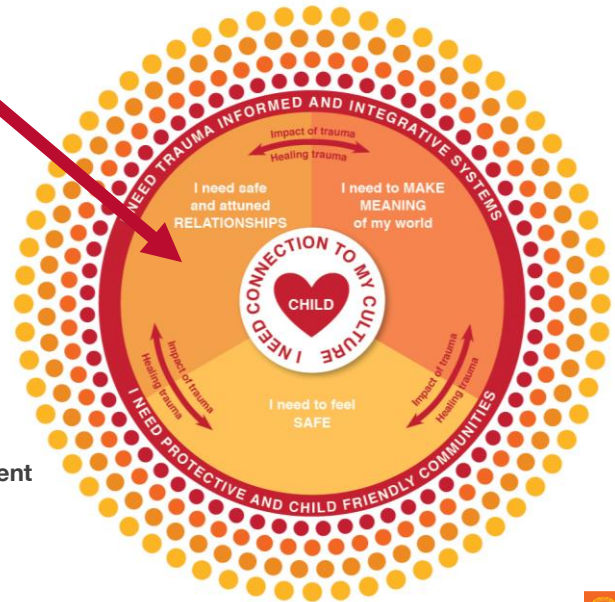 I NEED TRAUMA INFORMED AND INTEGRATIVE SYSTEMS
Impact of trauma
Healing trauma
I need safe
and attuned
RELATIONSHIPS
I need to MAKE
MEANING
of my world
I NEED CONNECTION TO MY CULTURE
CHILD
Impact of trauma
Healing trauma
Impact of trauma
Healing trauma
I need to feel
SAFE
I NEED PROTECTIVE AND CHILD FRIENDLY COMMUNITIES